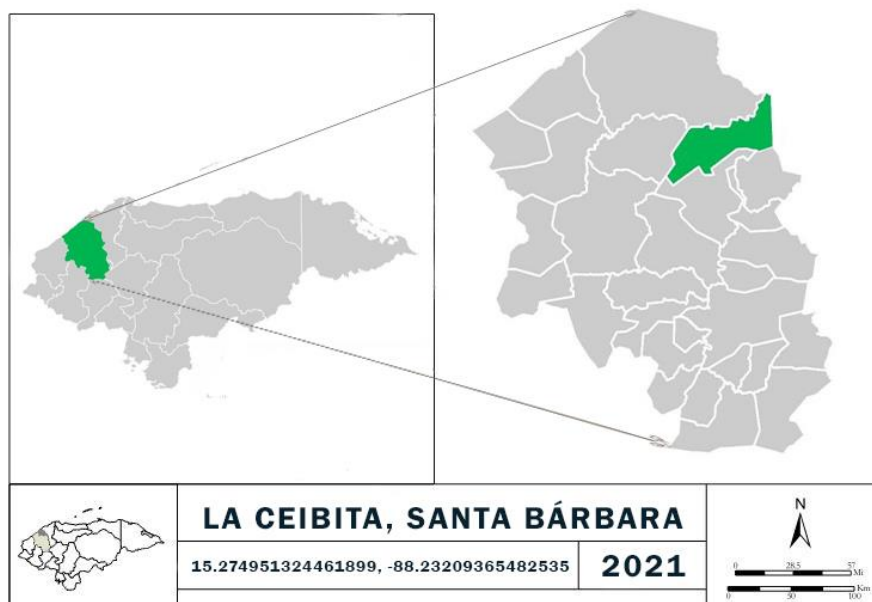 LA CEIBITA, SANTA BÁRBARA
15.274951324461899, -88.23209365482535
2021
N
0 28.5 57
Mi
Km
0 50 100